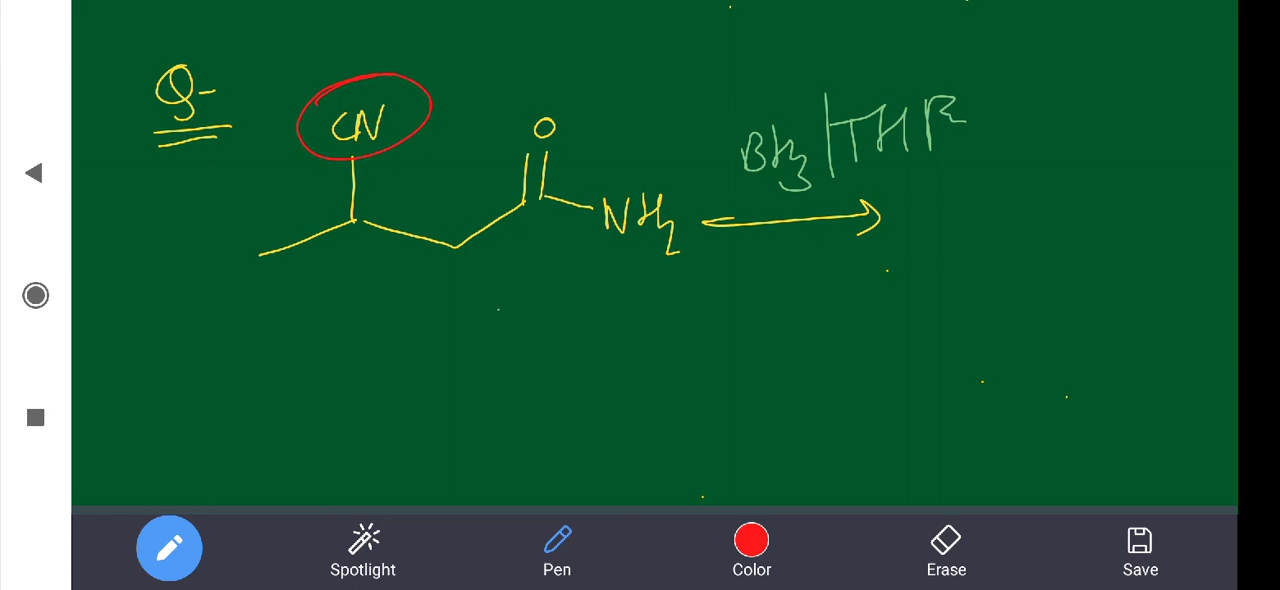 Q-
CN
O
BH3/THF
NH2
Spotlight
Pen
Color
Erase
Save